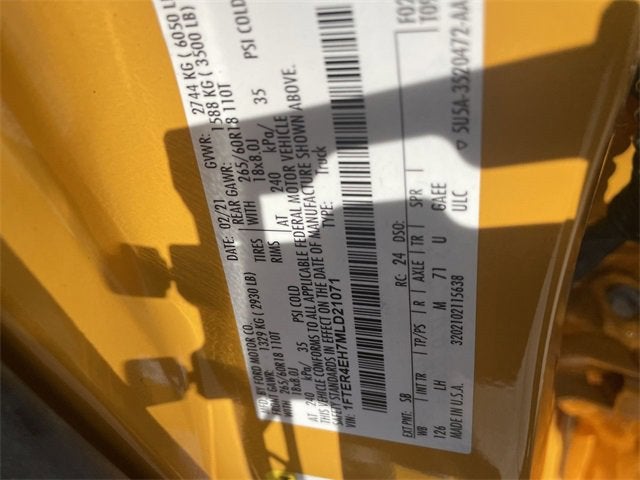 MFD. BY FORD MOTOR CO.
DATE: 02/21 GVWR: 2744 KG ( 6050 L
FRONT GAWR: 1329 KG ( 2930 LB) REAR GAWR: 1588 KG ( 3500 LB)
WITH 265/60R18 110T TIRES WITH 265/60R18 110T
18x8.0J RIMS 18x8.0J
AT 240 kPa/ 35 PSI COLD AT 240 kPa/ 35 PSI COLD
THIS VEHICLE CONFORMS TO ALL APPLICABLE FEDERAL MOTOR VEHICLE
SAFETY STANDARDS IN EFFECT ON THE DATE OF MANUFACTURE SHOWN ABOVE.
VIN: 1FTER4EH7MLD21071 TYPE: Truck
EXT PNT: SB RC: 24 DSO: F02
T09
WB INT TR TP/PS R AXLE TR SPR
126 LH M 71 U GAEE
MADE IN U.S.A. 3202102115638 ULC ▽ 5U5A-3520472-AA